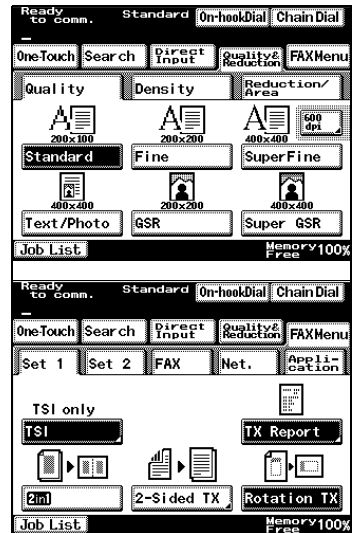 Ready to comm. Standard On-hookDial Chain Dial
One-Touch Search Direct Input Quality& Reduction FAXMenu
Quality Density Reduction/Area
200x100 200x200 400x400 600 dpi
Standard Fine SuperFine
400x400 200x200 400x400
Text/Photo GSR Super GSR
Job List Memory Free 100%
Ready to comm. Standard On-hookDial Chain Dial
One-Touch Search Direct Input Quality& Reduction FAXMenu
Set 1 Set 2 FAX Net. Appli-cation
TSI only
TSI TX Report
2in1 2-Sided TX Rotation TX
Job List Memory Free 100%